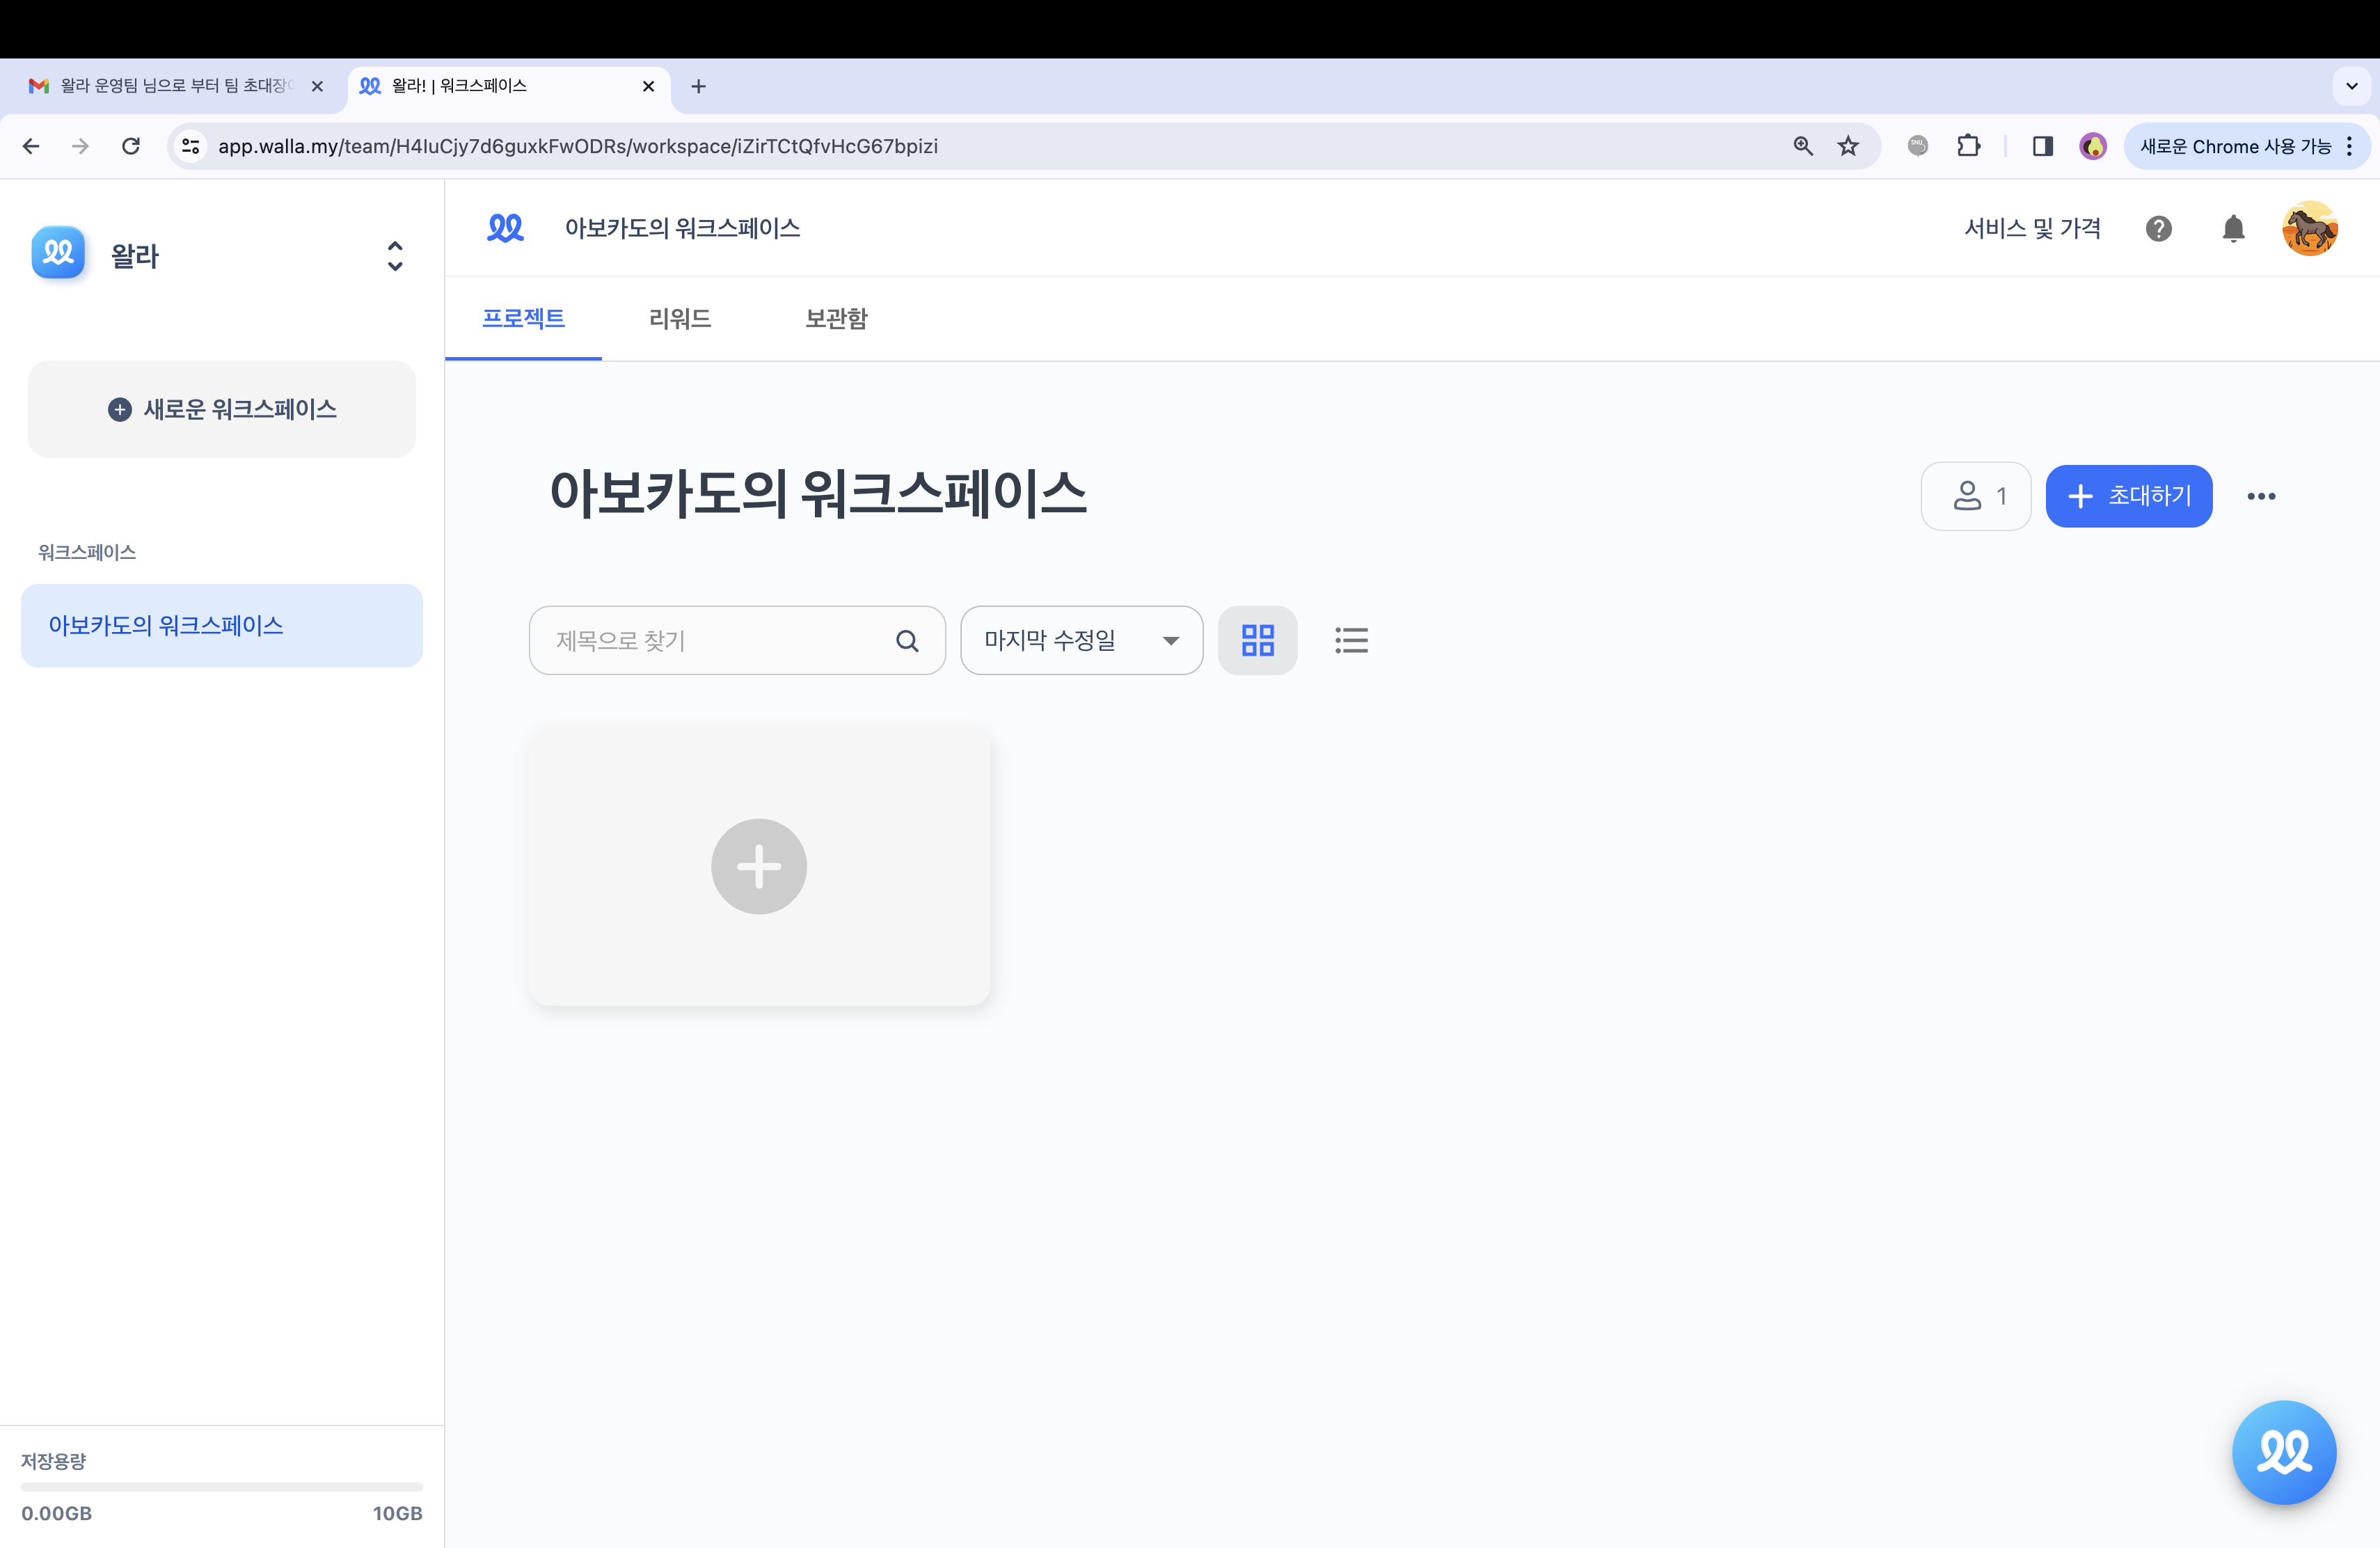 왈라 운영팀 님으로 부터 팀 초대장
왈라! | 워크스페이스
app.walla.my/team/H4IuCjy7d6guxkFwODRs/workspace/iZirTCtQfvHcG67bpizi
새로운 Chrome 사용 가능
왈라
아보카도의 워크스페이스
서비스 및 가격
프로젝트
리워드
보관함
새로운 워크스페이스
아보카도의 워크스페이스
1
초대하기
워크스페이스
아보카도의 워크스페이스
제목으로 찾기
마지막 수정일
저장용량
0.00GB
10GB